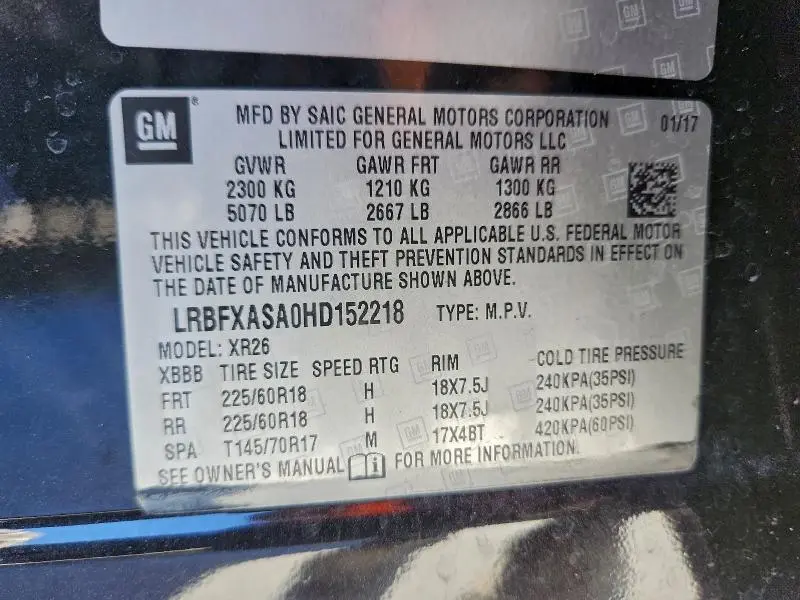 GM ®
MFD BY SAIC GENERAL MOTORS CORPORATION 01/17
LIMITED FOR GENERAL MOTORS LLC
GVWR GAWR FRT GAWR RR
2300 KG 1210 KG 1300 KG
5070 LB 2667 LB 2866 LB
THIS VEHICLE CONFORMS TO ALL APPLICABLE U.S. FEDERAL MOTOR
VEHICLE SAFETY AND THEFT PREVENTION STANDARDS IN EFFECT ON
THE DATE OF MANUFACTURE SHOWN ABOVE.
LRBFXASA0HD152218 TYPE: M.P.V.
MODEL: XR26
XBBB TIRE SIZE SPEED RTG RIM COLD TIRE PRESSURE
FRT 225/60R18 H 18X7.5J 240KPA(35PSI)
RR 225/60R18 H 18X7.5J 240KPA(35PSI)
SPA T145/70R17 M 17X4BT 420KPA(60PSI)
SEE OWNER'S MANUAL FOR MORE INFORMATION.